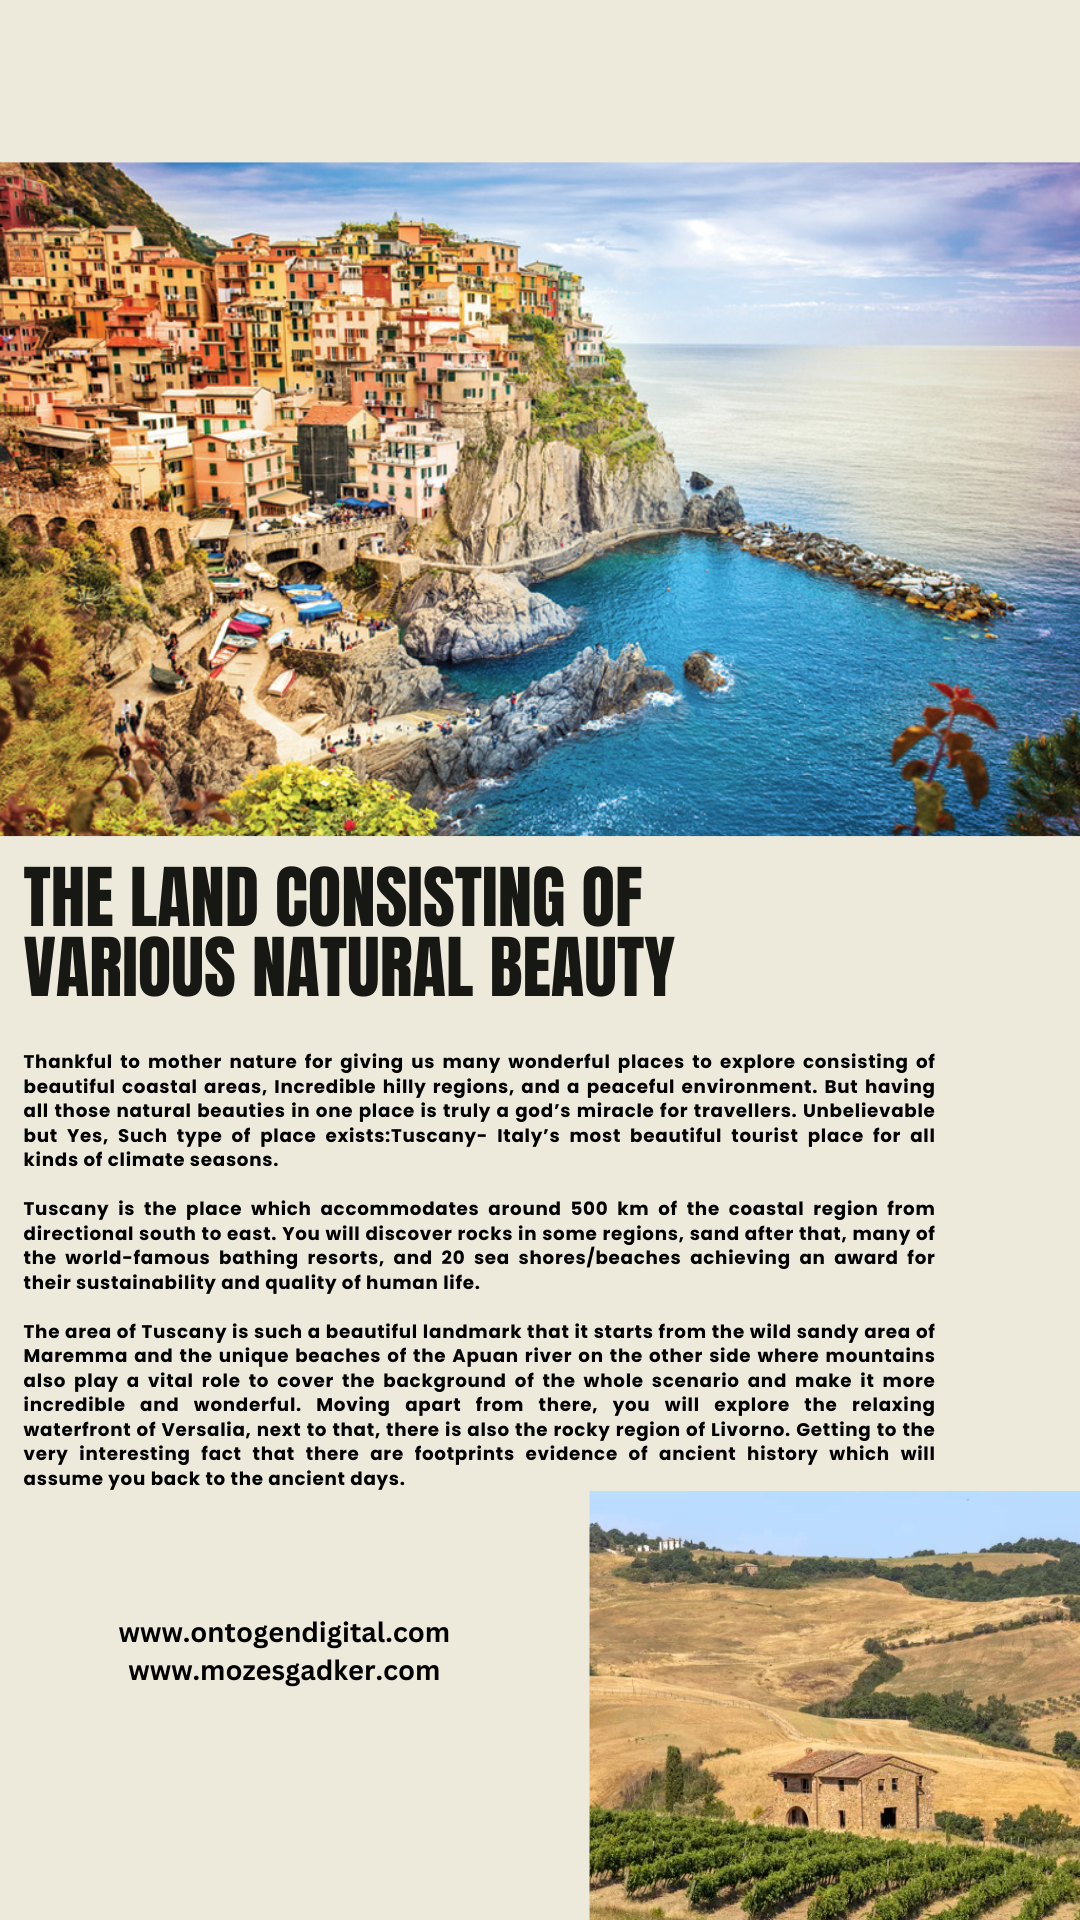 THE LAND CONSISTING OF
VARIOUS NATURAL BEAUTY
Thankful to mother nature for giving us many wonderful places to explore consisting of
beautiful coastal areas, Incredible hilly regions, and a peaceful environment. But having
all those natural beauties in one place is truly a god's miracle for travellers. Unbelievable
but Yes, Such type of place exists:Tuscany- Italy's most beautiful tourist place for all
kinds of climate seasons.
Tuscany is the place which accommodates around 500 km of the coastal region from
directional south to east. You will discover rocks in some regions, sand after that, many of
the world-famous bathing resorts, and 20 sea shores/beaches achieving an award for
their sustainability and quality of human life.
The area of Tuscany is such a beautiful landmark that it starts from the wild sandy area of
Maremma and the unique beaches of the Apuan river on the other side where mountains
also play a vital role to cover the background of the whole scenario and make it more
incredible and wonderful. Moving apart from there, you will explore the relaxing
waterfront of Versalia, next to that, there is also the rocky region of Livorno. Getting to the
very interesting fact that there are footprints evidence of ancient history which will
assume you back to the ancient days.
www.ontogendigital.com
www.mozesgadker.com